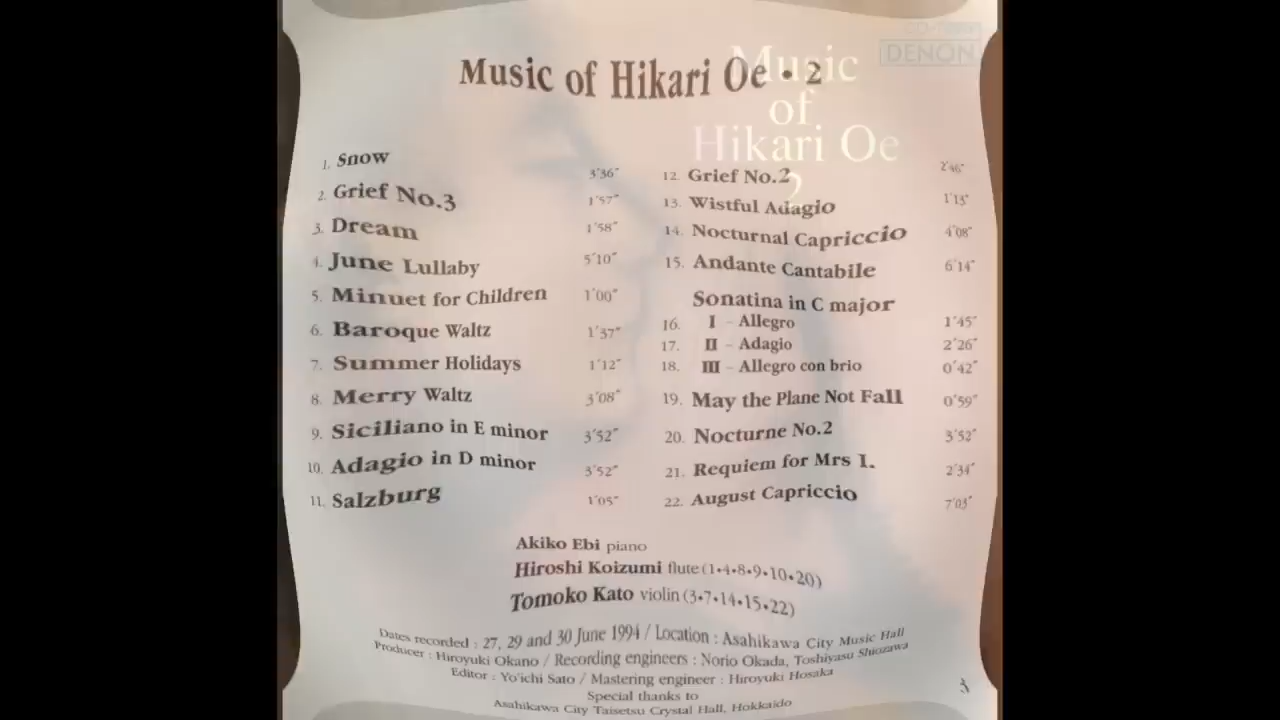 DENON
Music of Hikari Oe • 2
Music
of
Hikari Oe
2
1. Snow 3'36"
2. Grief No.3 1'57"
3. Dream 1'58"
4. June Lullaby 5'10"
5. Minuet for Children 1'00"
6. Baroque Waltz 1'37"
7. Summer Holidays 1'12"
8. Merry Waltz 3'08"
9. Siciliano in E minor 3'52"
10. Adagio in D minor 3'52"
11. Salzburg 1'05"
12. Grief No.2 2'46"
13. Wistful Adagio 1'13"
14. Nocturnal Capriccio 4'08"
15. Andante Cantabile 6'14"
Sonatina in C major
16. I – Allegro 1'45"
17. II – Adagio 2'26"
18. III – Allegro con brio 0'42"
19. May the Plane Not Fall 0'59"
20. Nocturne No.2 3'52"
21. Requiem for Mrs I. 2'34"
22. August Capriccio 7'03"
Akiko Ebi piano
Hiroshi Koizumi flute (1•4•8•9•10•20)
Tomoko Kato violin (3•7•14•15•22)
Dates recorded : 27, 29 and 30 June 1994 / Location : Asahikawa City Music Hall
Producer : Hiroyuki Okano / Recording engineers : Norio Okada, Toshiyasu Shiozawa
Editor : Yo'ichi Sato / Mastering engineer : Hiroyuki Hosaka
Special thanks to
Asahikawa City Taisetsu Crystal Hall, Hokkaido
3